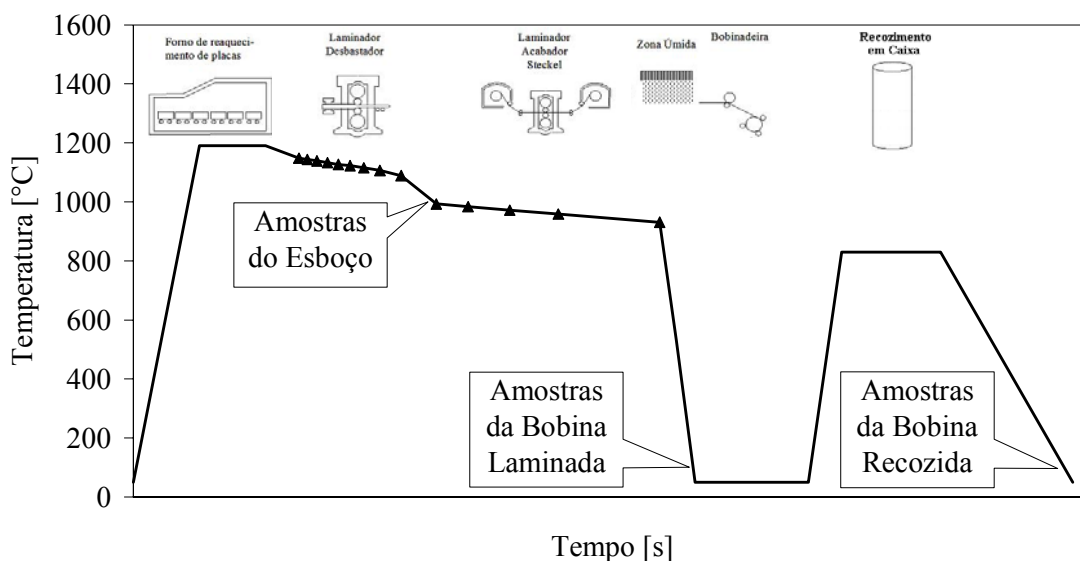 1600
1400
1200
1000
800
600
400
200
0
Temperatura [°C]
Forno de reaqueci-
mento de placas
Laminador
Desbastador
Laminador
Acabador
Steckel
Zona Úmida
Bobinadeira
Recozimento
em Caixa
Amostras
do Esboço
Amostras
da Bobina
Laminada
Amostras
da Bobina
Recozida
Tempo [s]